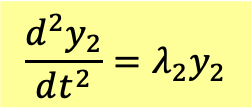 d²y₂/dt² = λ₂y₂